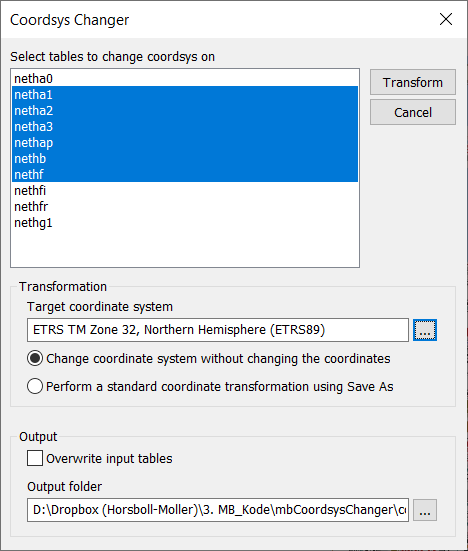 Coordsys Changer
Select tables to change coordsys on
netha0
netha1
netha2
netha3
nethap
nethb
nethf
nethfi
nethfr
nethg1
Transform
Cancel
Transformation
Target coordinate system
ETRS TM Zone 32, Northern Hemisphere (ETRS89)
...
Change coordinate system without changing the coordinates
Perform a standard coordinate transformation using Save As
Output
Overwrite input tables
Output folder
D:\Dropbox (Horsboll-Moller)\3. MB_Kode\mbCoordsysChanger\co
...